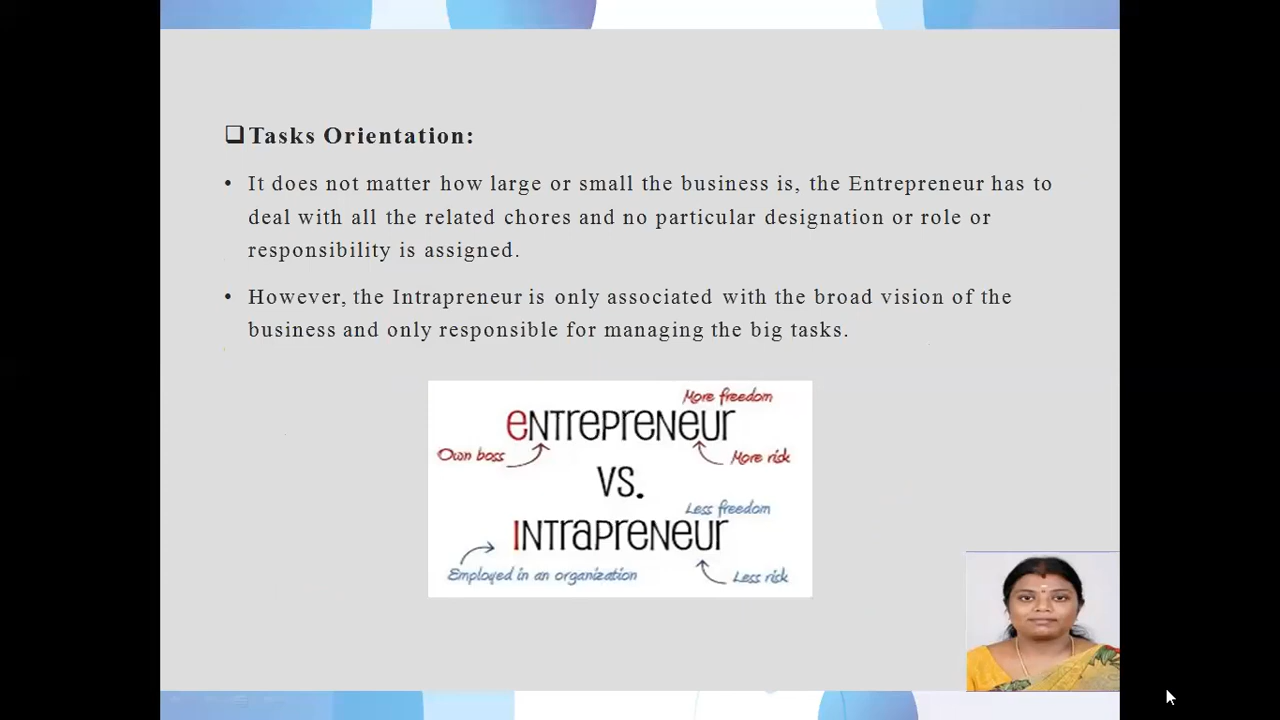 ❑Tasks Orientation:
• It does not matter how large or small the business is, the Entrepreneur has to
deal with all the related chores and no particular designation or role or
responsibility is assigned.
• However, the Intrapreneur is only associated with the broad vision of the
business and only responsible for managing the big tasks.
More freedom
eNTrepreNeur
Own boss
More risk
VS.
Less freedom
INTrapreNeur
Employed in an organization
Less risk